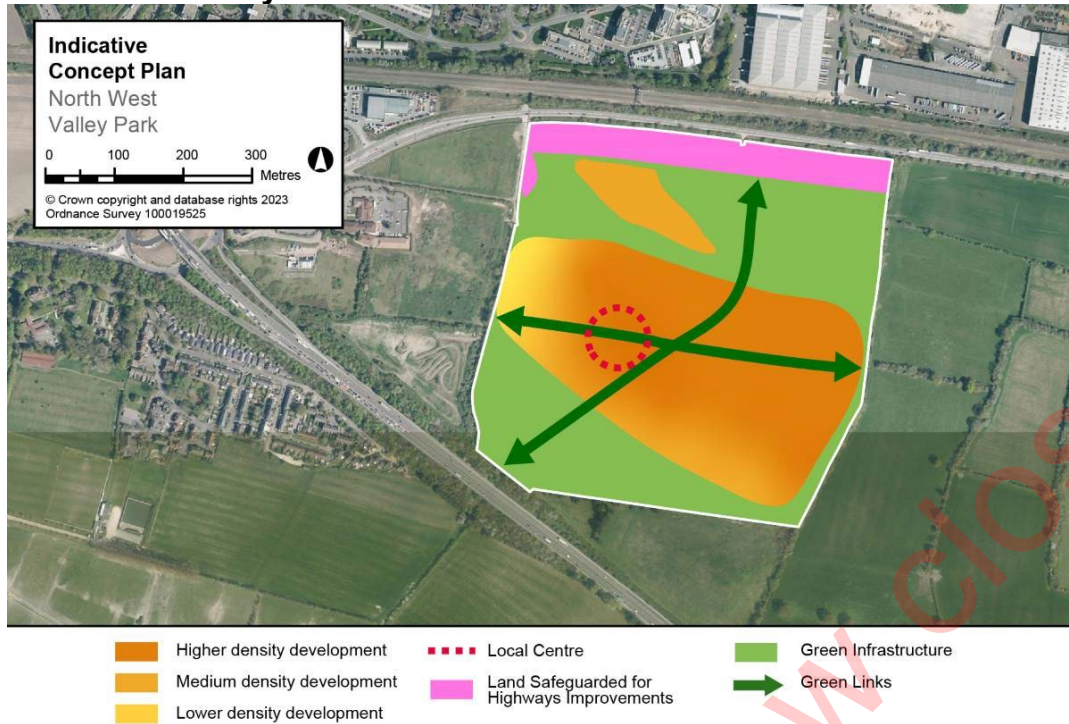 Indicative
Concept Plan
North West
Valley Park
0 100 200 300
Metres
© Crown copyright and database rights 2023
Ordnance Survey 100019525
Higher density development
Medium density development
Lower density development
Local Centre
Land Safeguarded for
Highways Improvements
Green Infrastructure
Green Links